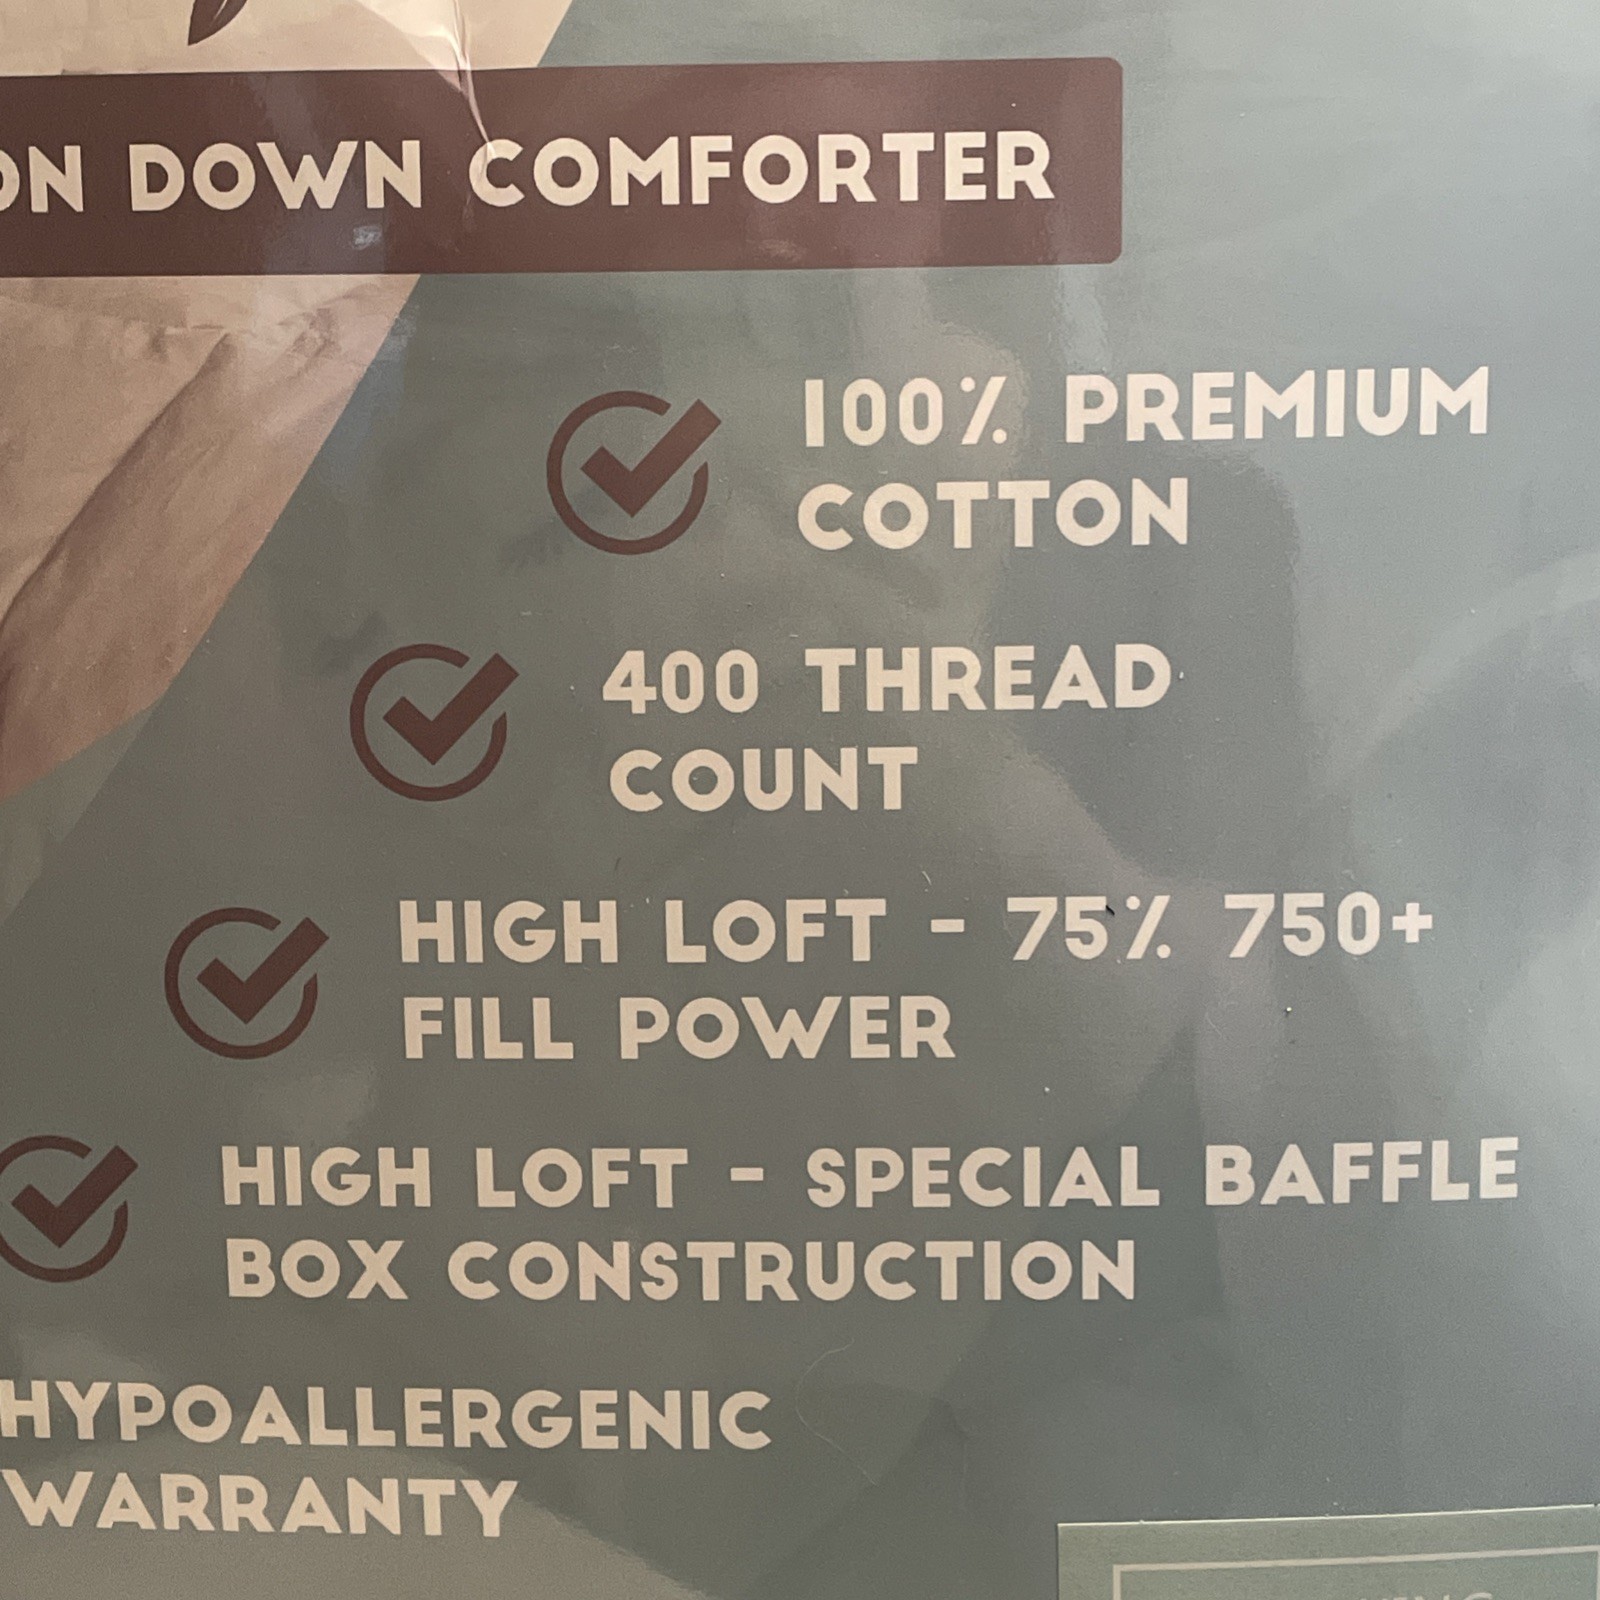 ON DOWN COMFORTER
100% PREMIUM
COTTON
400 THREAD
COUNT
HIGH LOFT - 75% 750+
FILL POWER
HIGH LOFT - SPECIAL BAFFLE
BOX CONSTRUCTION
HYPOALLERGENIC
WARRANTY